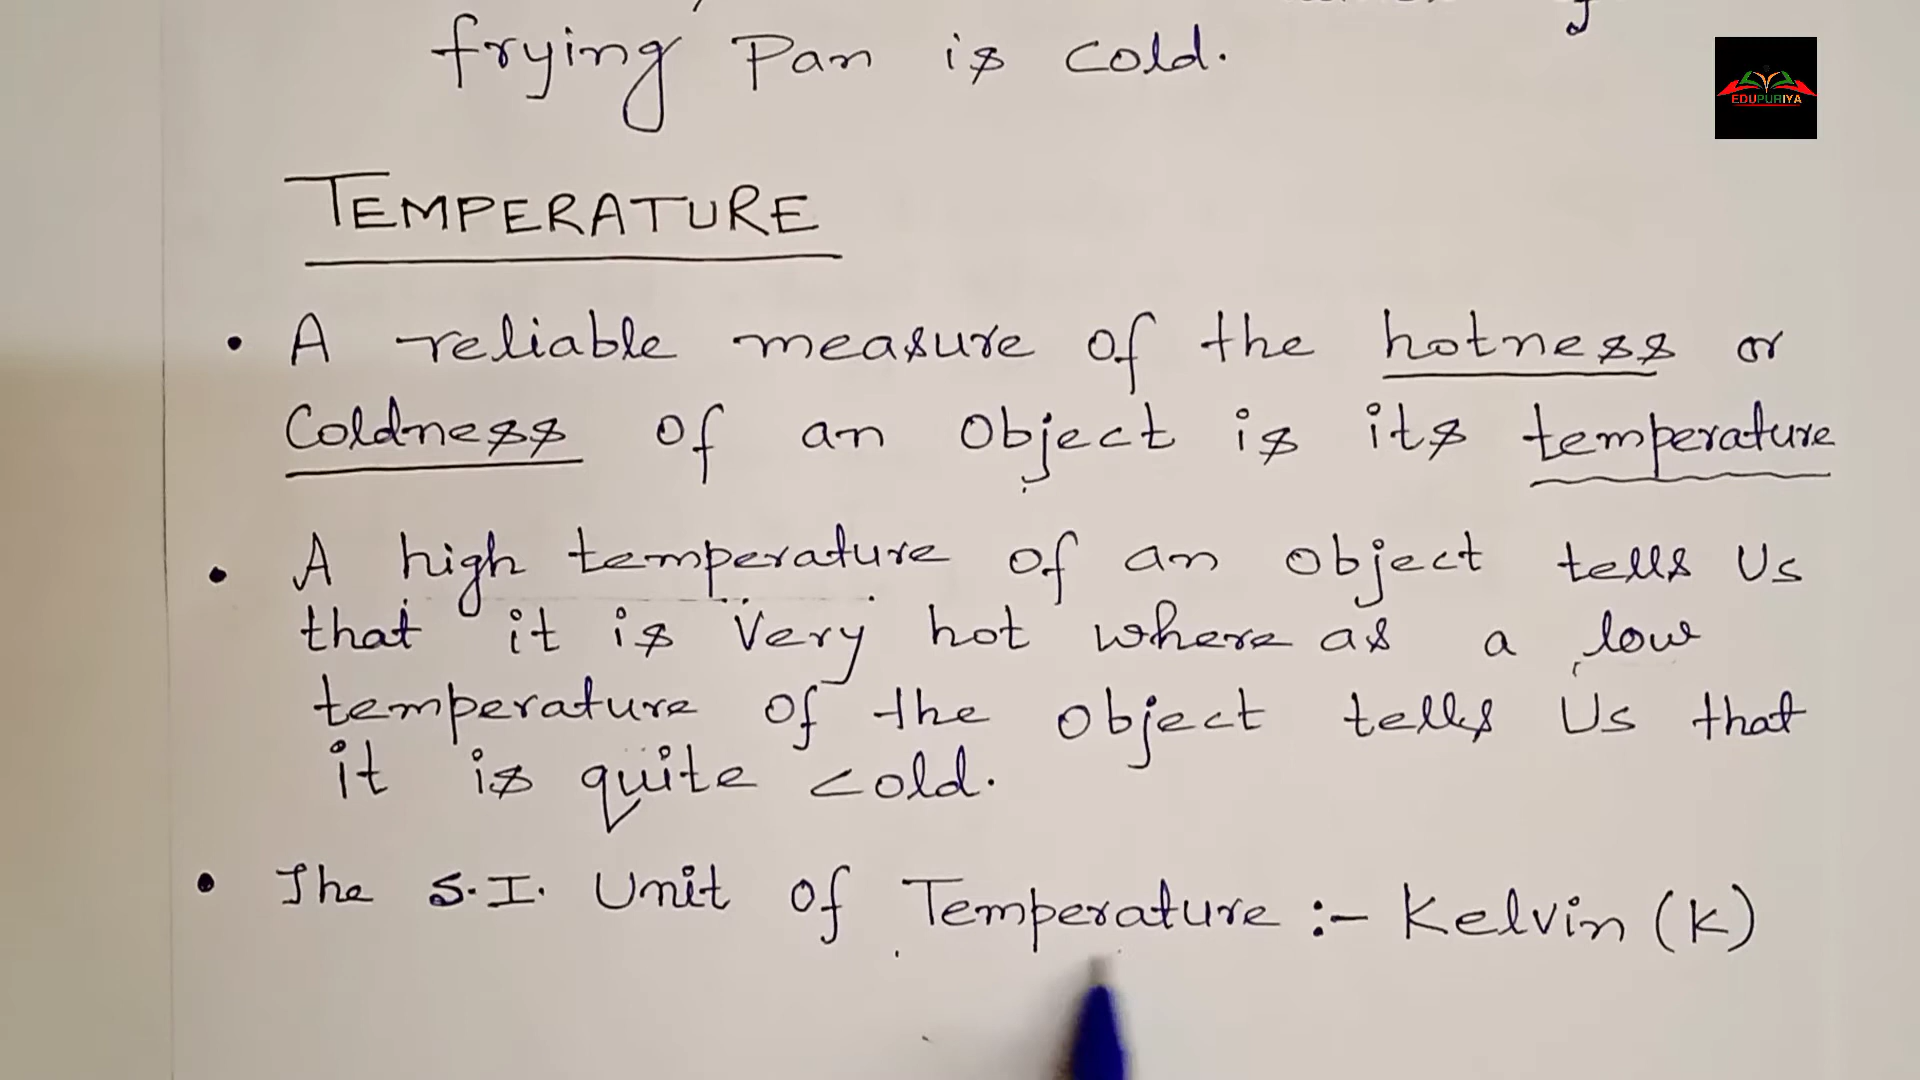 frying Pan is cold.
EDUPURIYA
TEMPERATURE
• A reliable measure of the hotness or
Coldness of an object is its temperature
• A high temperature of an object tells Us
that it is Very hot where as a low
temperature of the object tells Us that
it is quite cold.
• The S.I. Unit of Temperature :- Kelvin (K)